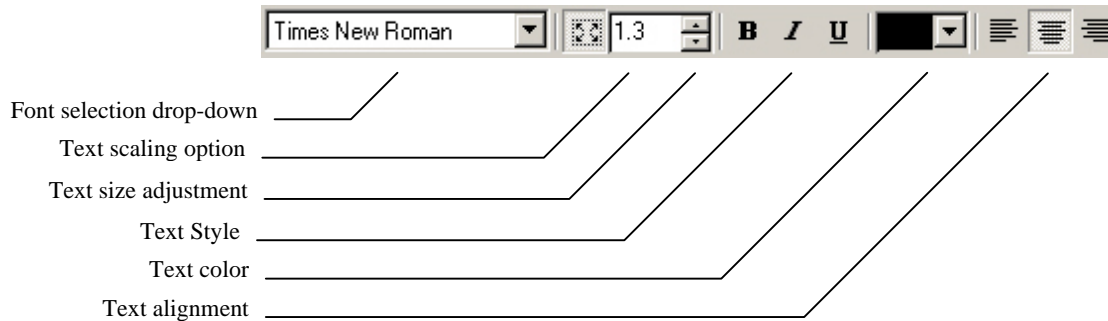 Times New Roman 1.3 B I U
Font selection drop-down
Text scaling option
Text size adjustment
Text Style
Text color
Text alignment